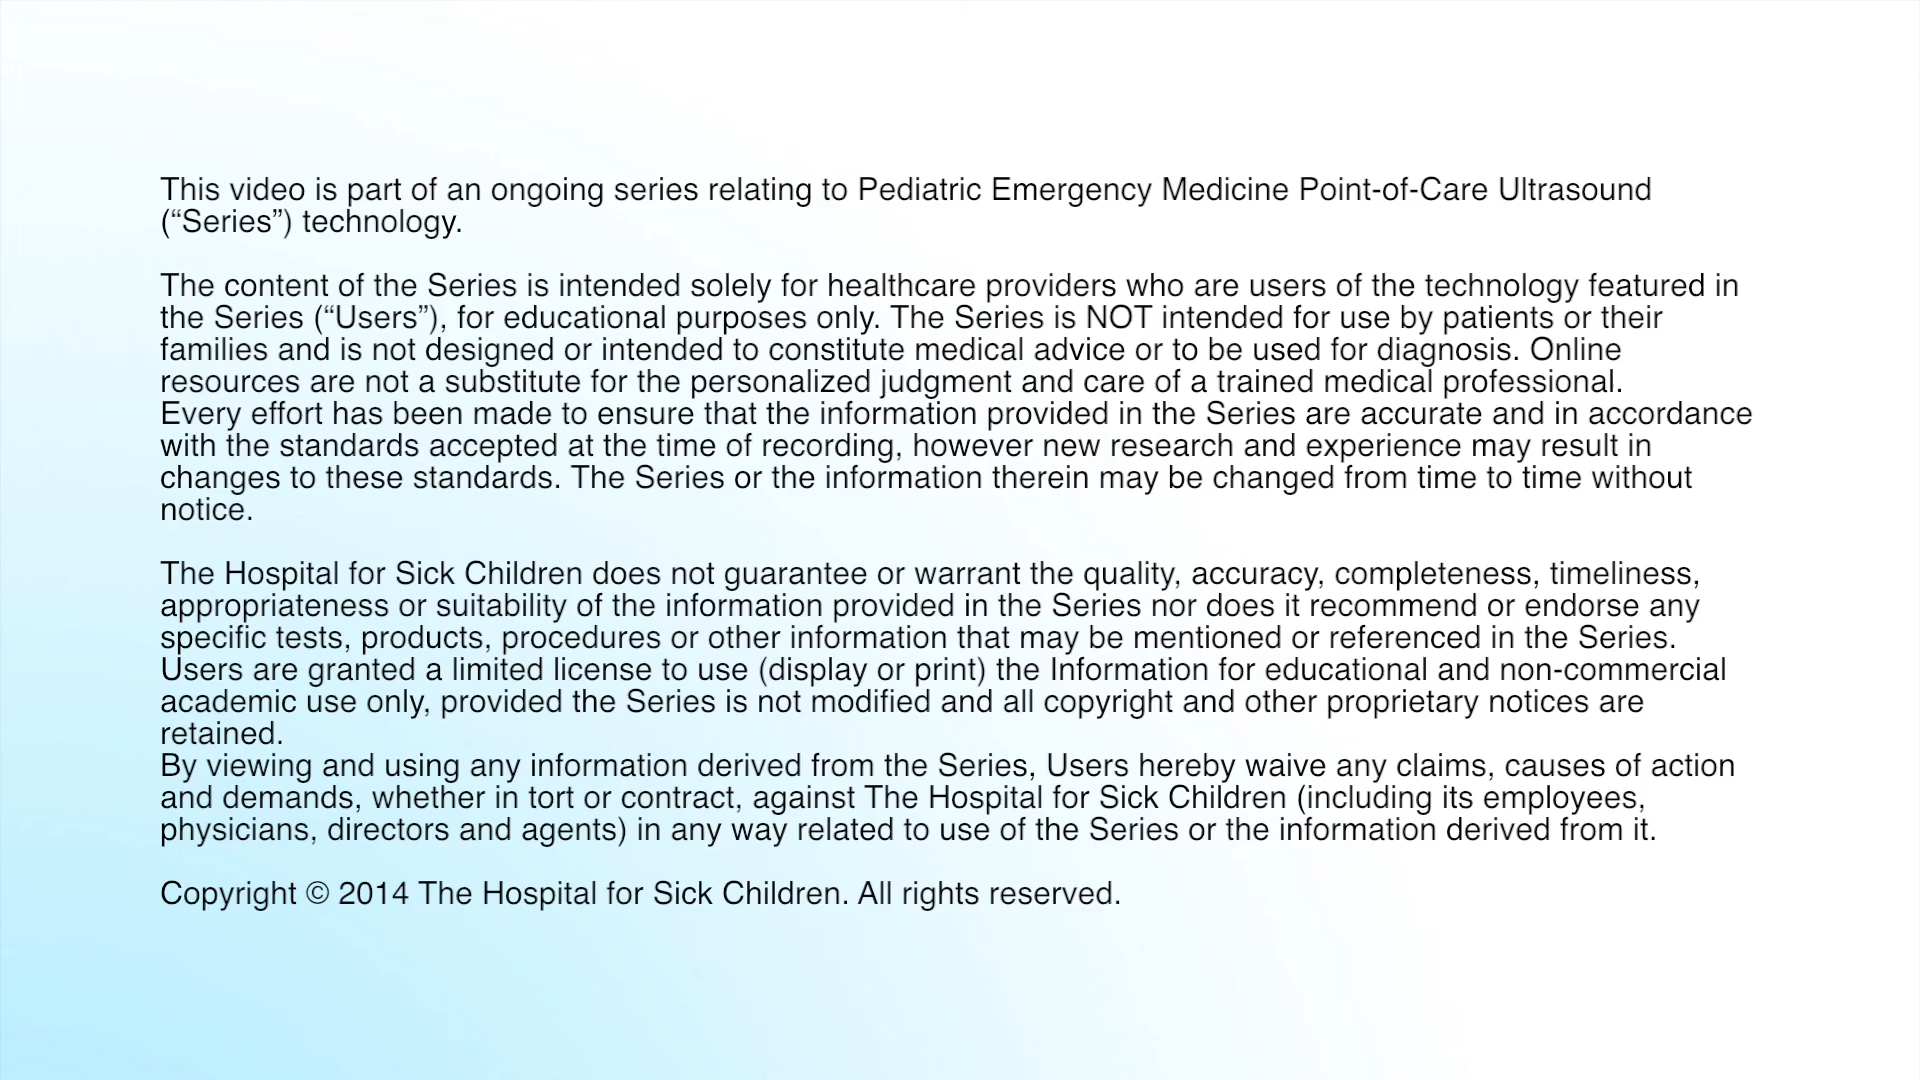 This video is part of an ongoing series relating to Pediatric Emergency Medicine Point-of-Care Ultrasound
(“Series”) technology.
The content of the Series is intended solely for healthcare providers who are users of the technology featured in
the Series (“Users”), for educational purposes only. The Series is NOT intended for use by patients or their
families and is not designed or intended to constitute medical advice or to be used for diagnosis. Online
resources are not a substitute for the personalized judgment and care of a trained medical professional.
Every effort has been made to ensure that the information provided in the Series are accurate and in accordance
with the standards accepted at the time of recording, however new research and experience may result in
changes to these standards. The Series or the information therein may be changed from time to time without
notice.
The Hospital for Sick Children does not guarantee or warrant the quality, accuracy, completeness, timeliness,
appropriateness or suitability of the information provided in the Series nor does it recommend or endorse any
specific tests, products, procedures or other information that may be mentioned or referenced in the Series.
Users are granted a limited license to use (display or print) the Information for educational and non-commercial
academic use only, provided the Series is not modified and all copyright and other proprietary notices are
retained.
By viewing and using any information derived from the Series, Users hereby waive any claims, causes of action
and demands, whether in tort or contract, against The Hospital for Sick Children (including its employees,
physicians, directors and agents) in any way related to use of the Series or the information derived from it.
Copyright © 2014 The Hospital for Sick Children. All rights reserved.